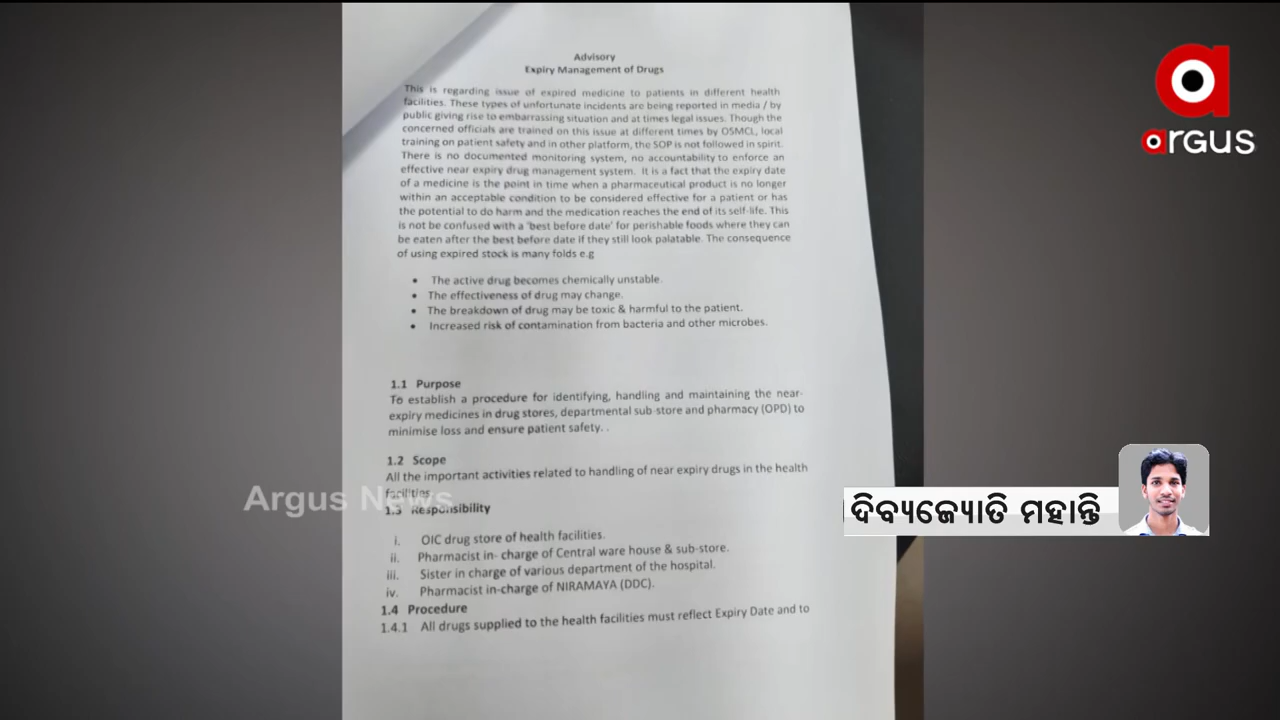 Advisory
Expiry Management of Drugs
This is regarding issue of expired medicine to patients in different health
facilities. These types of unfortunate incidents are being reported in media / by
public giving rise to embarrassing situation and at times legal issues. Though the
concerned officials are trained on this issue at different times by OSMCL, local
training on patient safety and in other platform, the SOP is not followed in spirit.
There is no documented monitoring system, no accountability to enforce an
effective near expiry drug management system. It is a fact that the expiry date
of a medicine is the point in time when a pharmaceutical product is no longer
within an acceptable condition to be considered effective for a patient or has
the potential to do harm and the medication reaches the end of its self-life. This
is not be confused with a 'best before date' for perishable foods where they can
be eaten after the best before date if they still look palatable. The consequence
of using expired stock is many folds e.g
• The active drug becomes chemically unstable.
• The effectiveness of drug may change.
• The breakdown of drug may be toxic & harmful to the patient.
• Increased risk of contamination from bacteria and other microbes.
1.1 Purpose
To establish a procedure for identifying, handling and maintaining the near-
expiry medicines in drug stores, departmental sub-store and pharmacy (OPD) to
minimise loss and ensure patient safety. .
1.2 Scope
All the important activities related to handling of near expiry drugs in the health
facilities
1.3 Responsibility
i. OIC drug store of health facilities.
ii. Pharmacist in- charge of Central ware house & sub-store.
iii. Sister in charge of various department of the hospital.
iv. Pharmacist in-charge of NIRAMAYA (DDC).
1.4 Procedure
1.4.1 All drugs supplied to the health facilities must reflect Expiry Date and to
Argus News
argus
ଦିବ୍ୟଜ୍ୟୋତି ମହାନ୍ତି